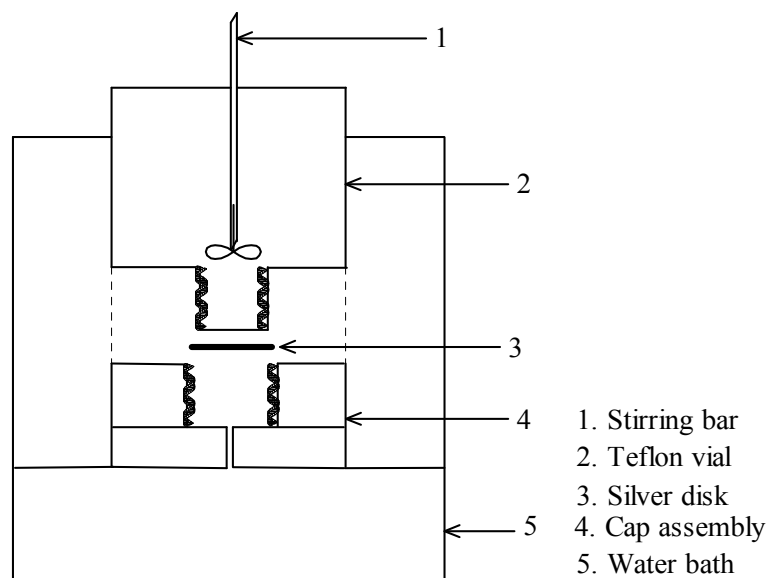 1
2
3
4
5
1. Stirring bar
2. Teflon vial
3. Silver disk
4. Cap assembly
5. Water bath